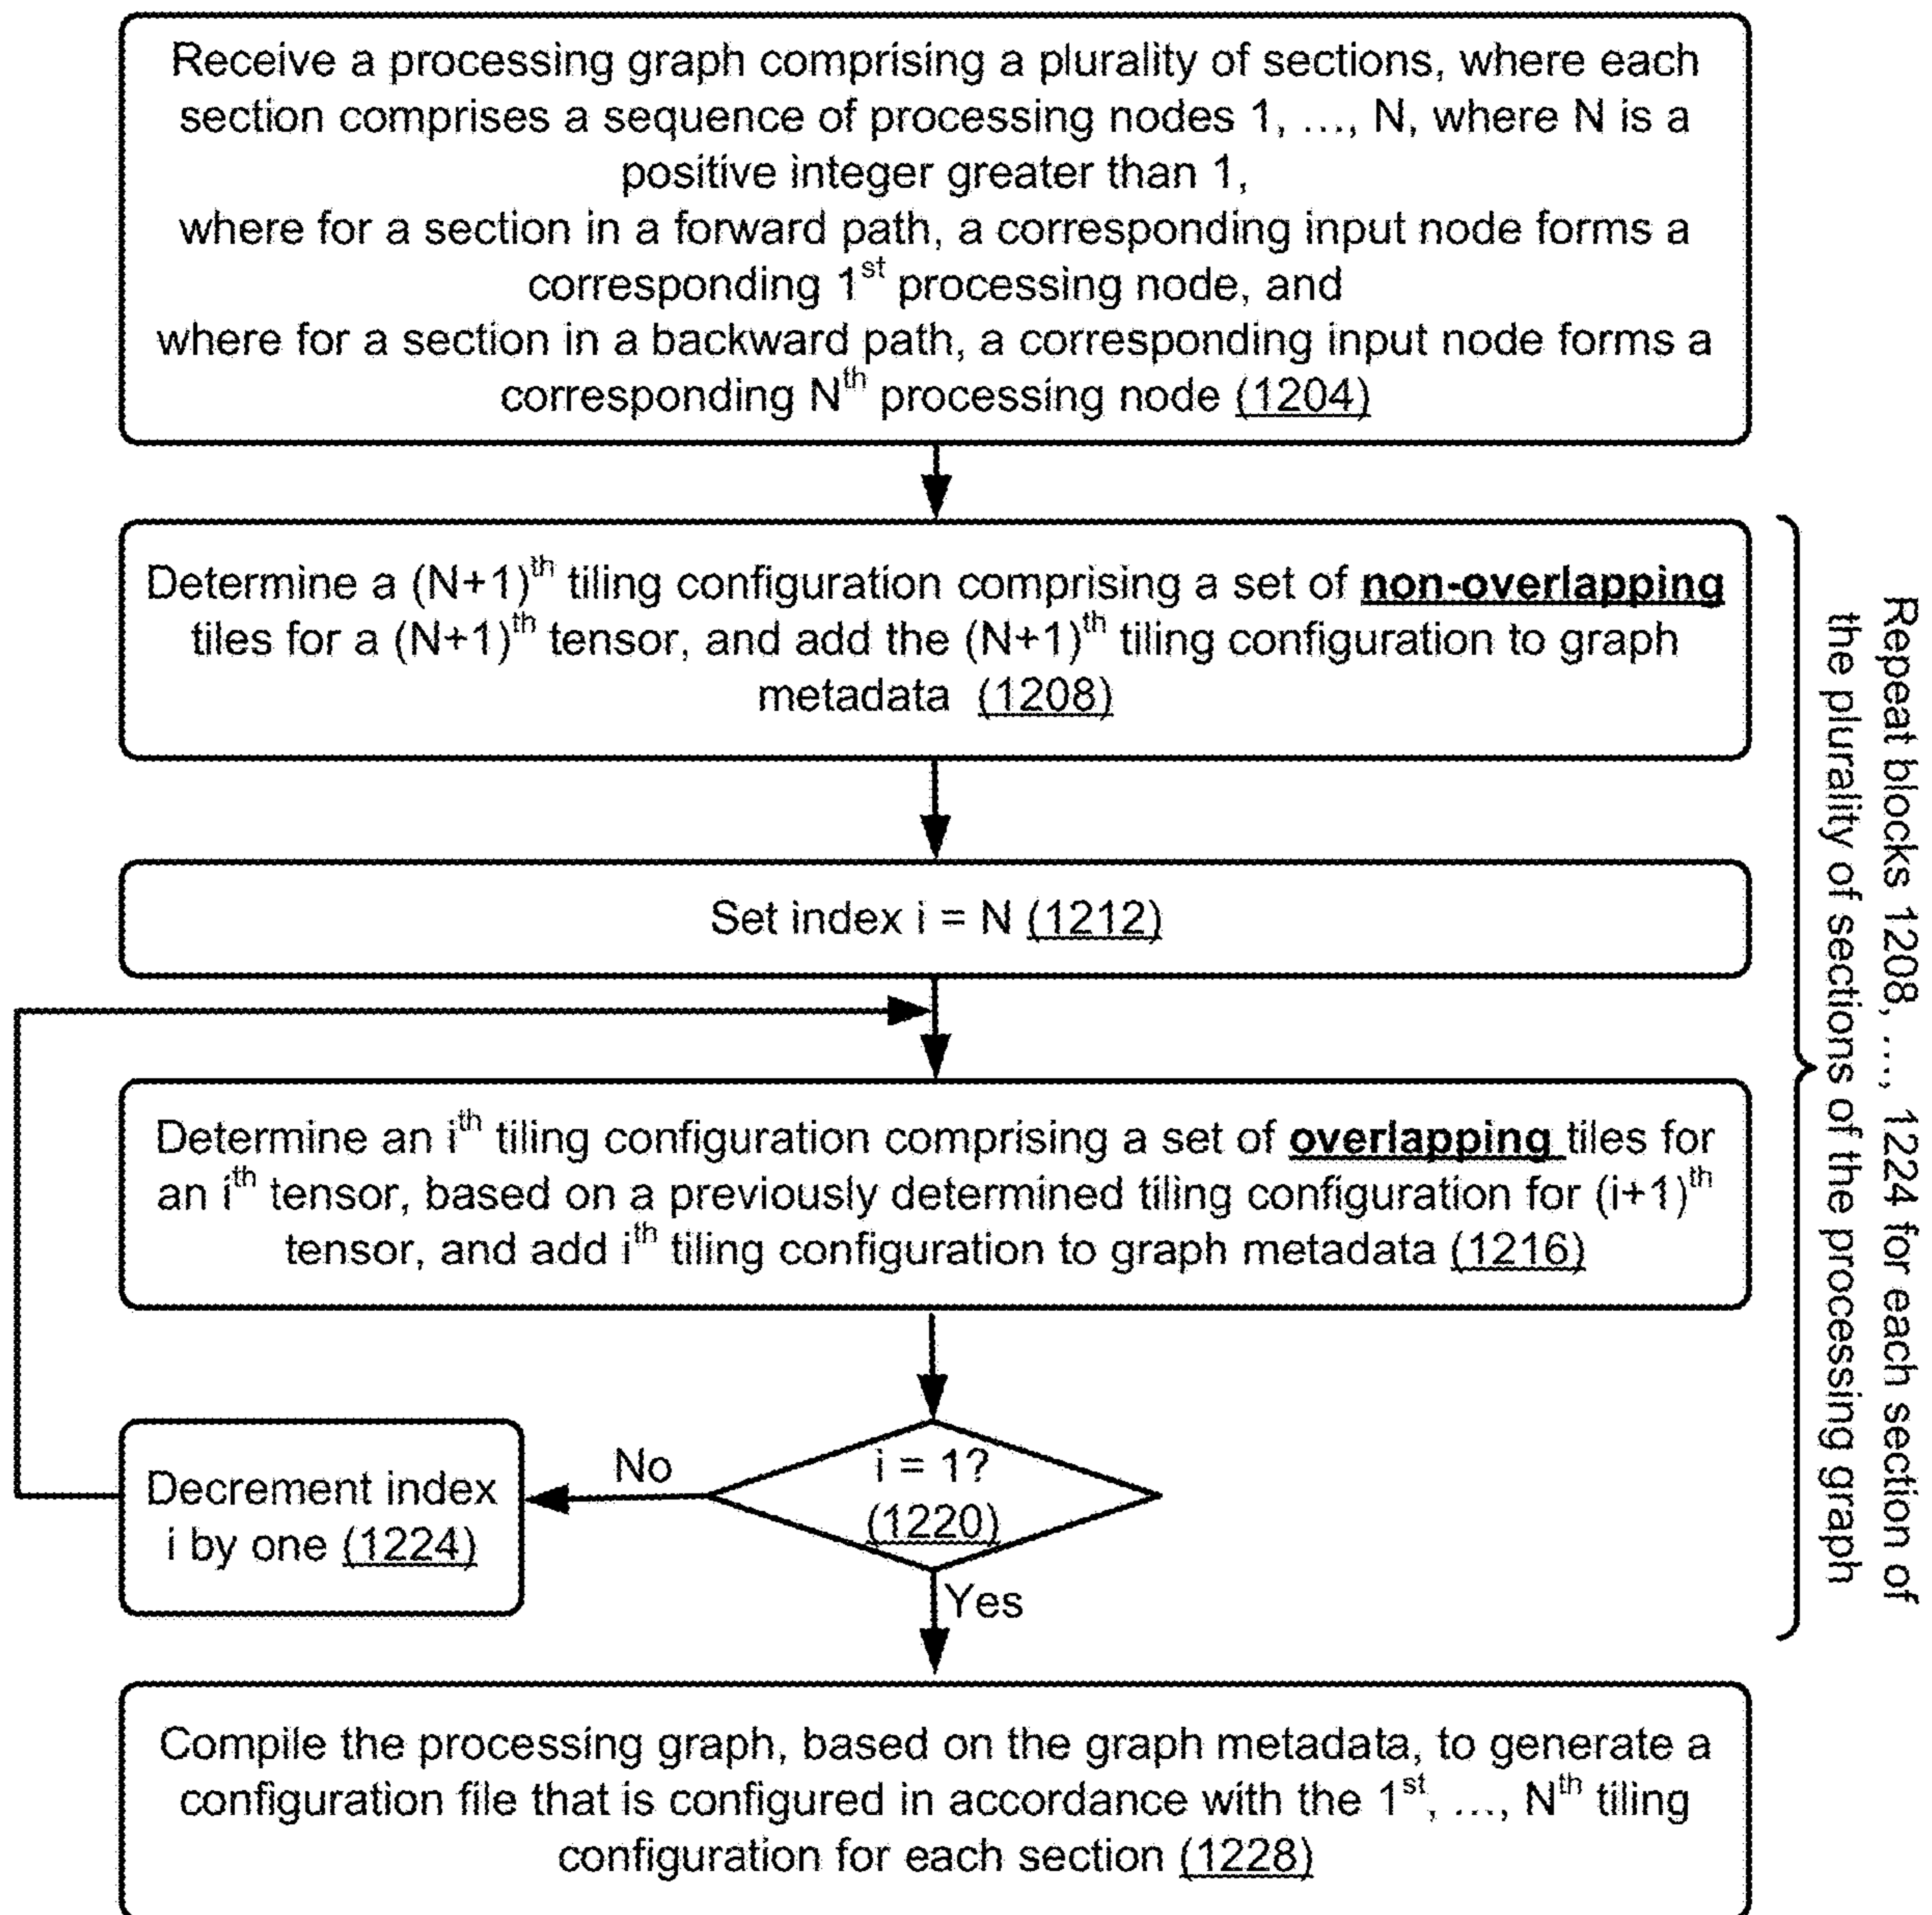 Receive a processing graph comprising a plurality of sections, where each
section comprises a sequence of processing nodes 1, ..., N, where N is a
positive integer greater than 1,
where for a section in a forward path, a corresponding input node forms a
corresponding 1st processing node, and
where for a section in a backward path, a corresponding input node forms a
corresponding Nth processing node (1204)
Determine a (N+1)th tiling configuration comprising a set of non-overlapping
tiles for a (N+1)th tensor, and add the (N+1)th tiling configuration to graph
metadata (1208)
Set index i = N (1212)
Determine an ith tiling configuration comprising a set of overlapping tiles for
an ith tensor, based on a previously determined tiling configuration for (i+1)th
tensor, and add ith tiling configuration to graph metadata (1216)
i = 1?
(1220)
No
Decrement index
i by one (1224)
Yes
Compile the processing graph, based on the graph metadata, to generate a
configuration file that is configured in accordance with the 1st, ..., Nth tiling
configuration for each section (1228)
Repeat blocks 1208, ..., 1224 for each section of
the plurality of sections of the processing graph